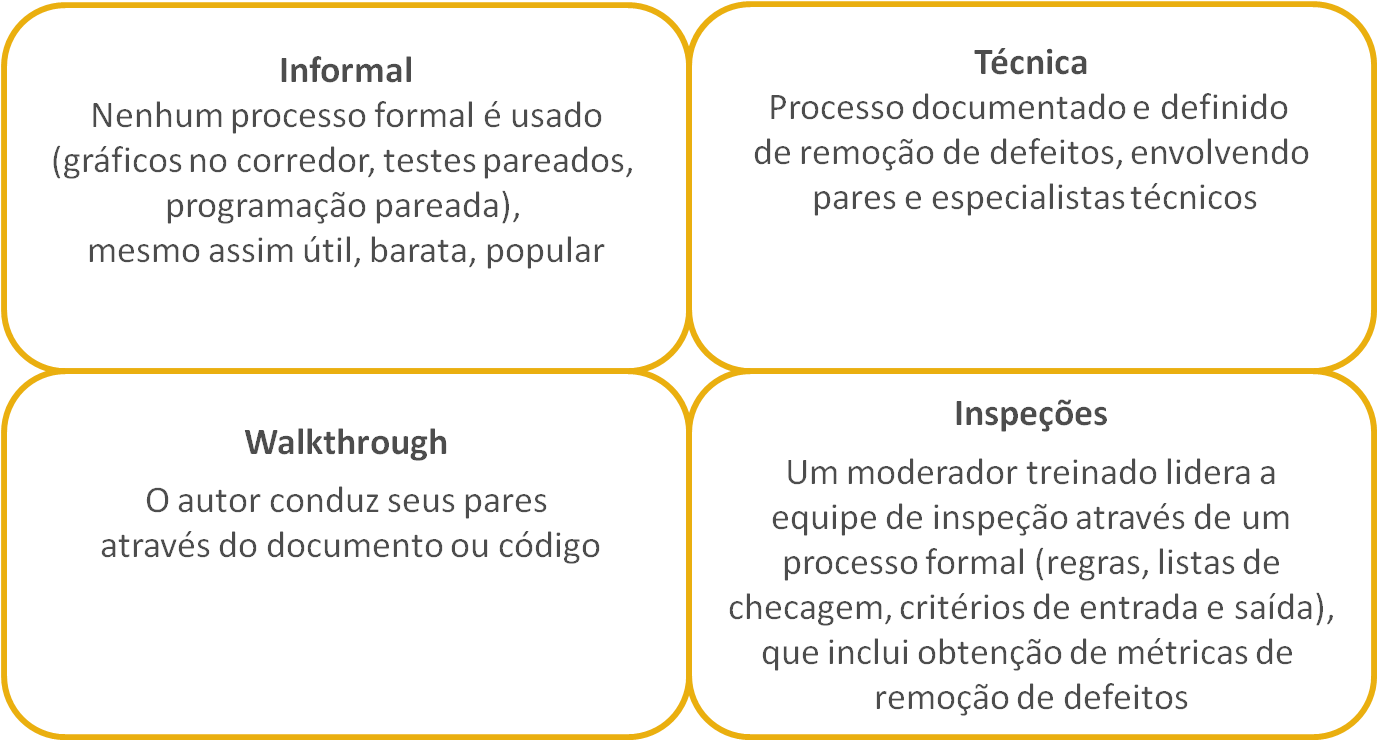 Informal
Nenhum processo formal é usado
(gráficos no corredor, testes pareados,
programação pareada),
mesmo assim útil, barata, popular
Técnica
Processo documentado e definido
de remoção de defeitos, envolvendo
pares e especialistas técnicos
Walkthrough
O autor conduz seus pares
através do documento ou código
Inspeções
Um moderador treinado lidera a
equipe de inspeção através de um
processo formal (regras, listas de
checagem, critérios de entrada e saída),
que inclui obtenção de métricas de
remoção de defeitos